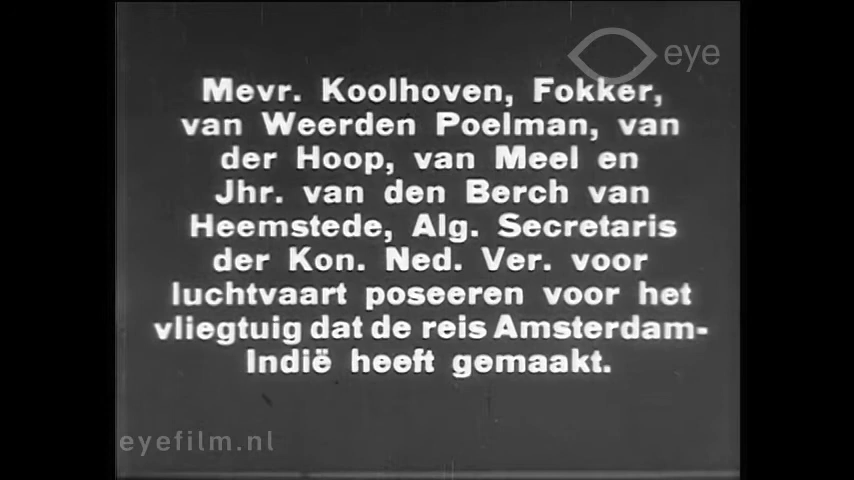 eye
Mevr. Koolhoven, Fokker,
van Weerden Poelman, van
der Hoop, van Meel en
Jhr. van den Berch van
Heemstede, Alg. Secretaris
der Kon. Ned. Ver. voor
luchtvaart poseeren voor het
vliegtuig dat de reis Amsterdam-
Indië heeft gemaakt.
eyefilm.nl